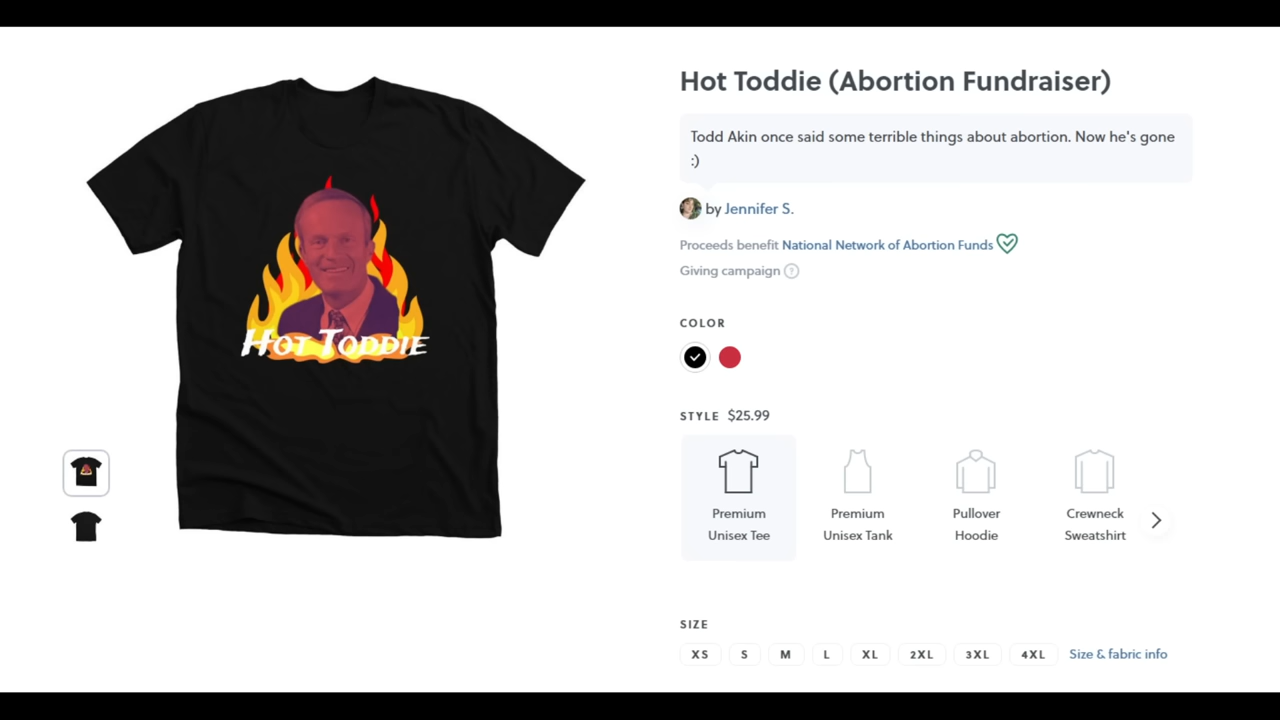 Hot Toddie (Abortion Fundraiser)
Todd Akin once said some terrible things about abortion. Now he's gone
:)
by Jennifer S.
Proceeds benefit National Network of Abortion Funds
Giving campaign ?
COLOR
STYLE $25.99
HOT TODDIE
Premium
Unisex Tee
Premium
Unisex Tank
Pullover
Hoodie
Crewneck
Sweatshirt
SIZE
XS S M L XL 2XL 3XL 4XL Size & fabric info